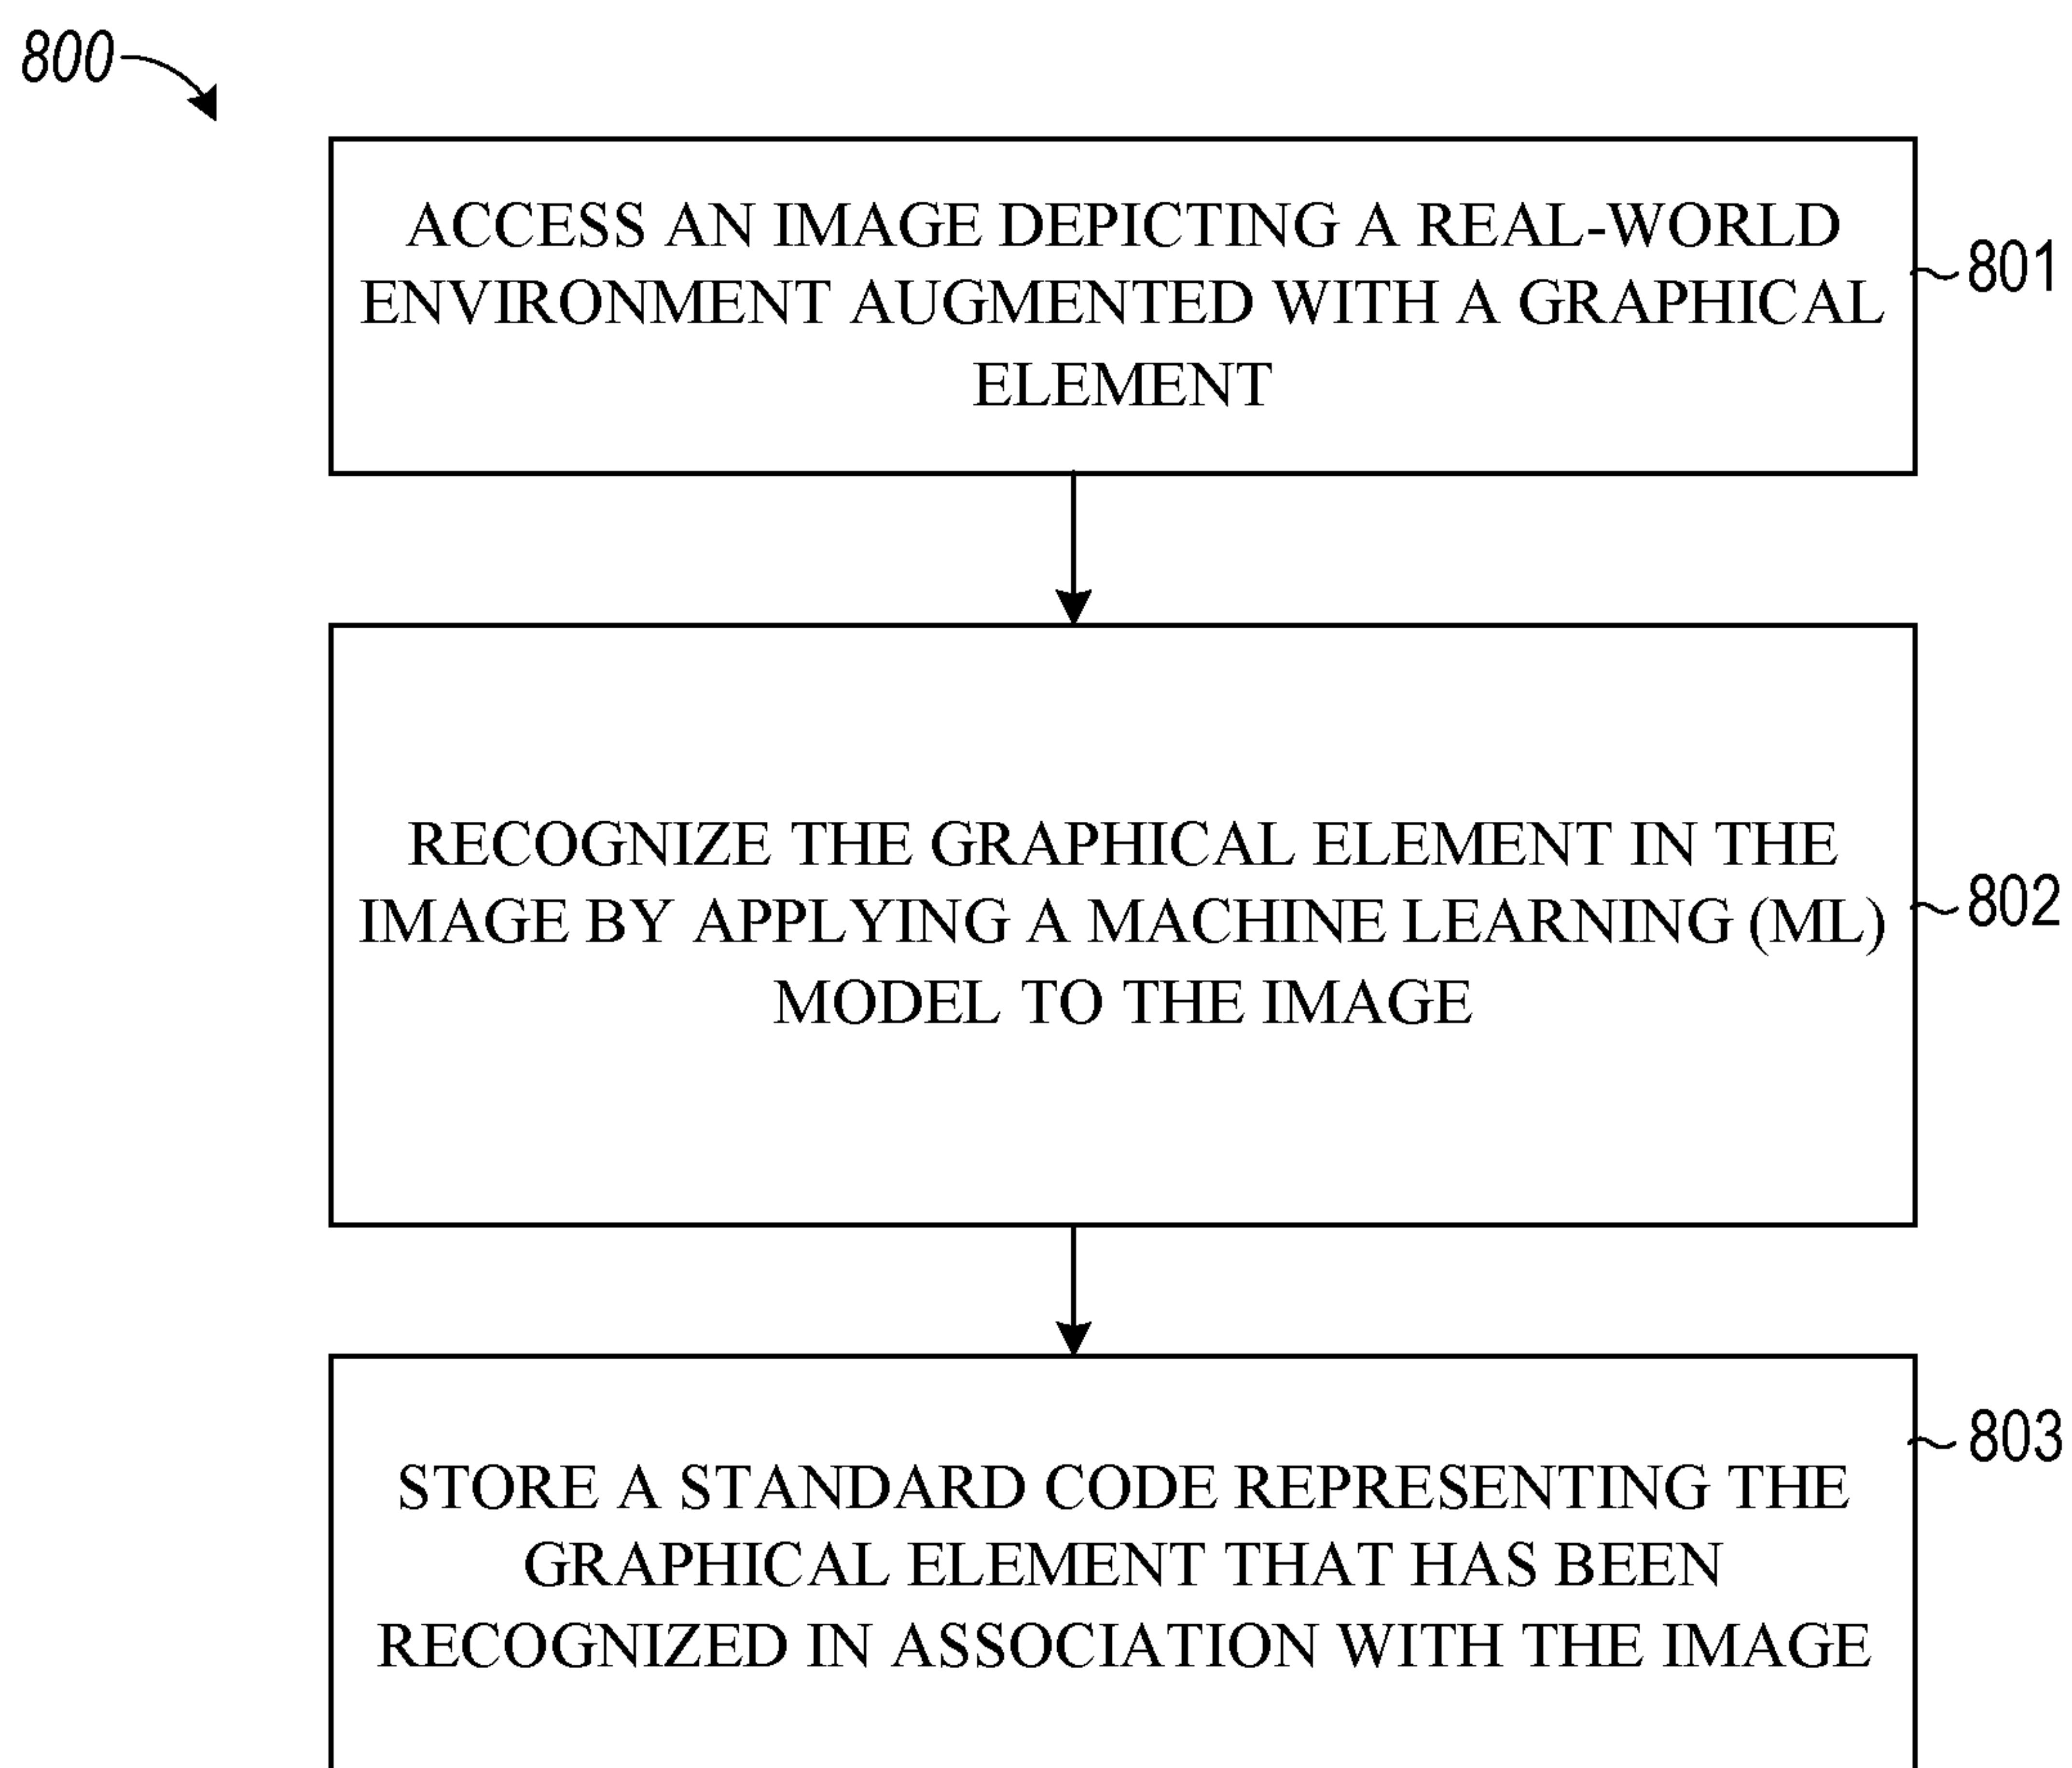 800
ACCESS AN IMAGE DEPICTING A REAL-WORLD
ENVIRONMENT AUGMENTED WITH A GRAPHICAL
ELEMENT
801
RECOGNIZE THE GRAPHICAL ELEMENT IN THE
IMAGE BY APPLYING A MACHINE LEARNING (ML)
MODEL TO THE IMAGE
802
STORE A STANDARD CODE REPRESENTING THE
GRAPHICAL ELEMENT THAT HAS BEEN
RECOGNIZED IN ASSOCIATION WITH THE IMAGE
803